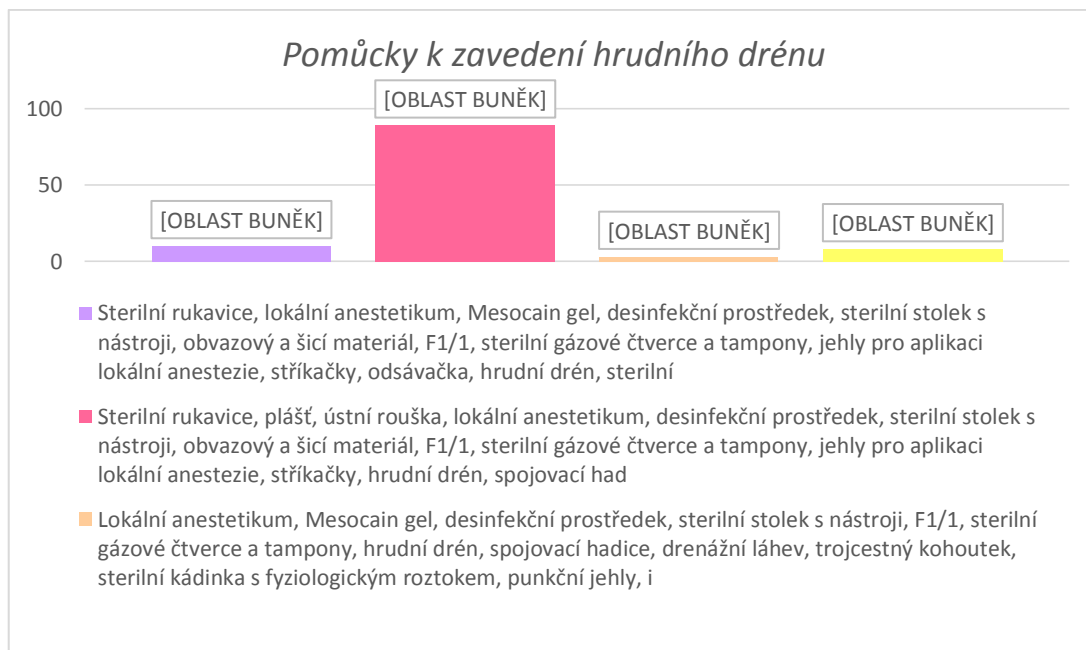 Pomůcky k zavedení hrudního drénu
[OBLAST BUNĚK]
100
50
[OBLAST BUNĚK]
[OBLAST BUNĚK]
[OBLAST BUNĚK]
0
Sterilní rukavice, lokální anestetikum, Mesocain gel, desinfekční prostředek, sterilní stolek s
nástroji, obvazový a šicí materiál, F1/1, sterilní gázové čtverce a tampony, jehly pro aplikaci
lokální anestezie, stříkačky, odsávačka, hrudní drén, sterilní
Sterilní rukavice, plášť, ústní rouška, lokální anestetikum, desinfekční prostředek, sterilní stolek s
nástroji, obvazový a šicí materiál, F1/1, sterilní gázové čtverce a tampony, jehly pro aplikaci
lokální anestezie, stříkačky, hrudní drén, spojovací had
Lokální anestetikum, Mesocain gel, desinfekční prostředek, sterilní stolek s nástroji, F1/1, sterilní
gázové čtverce a tampony, hrudní drén, spojovací hadice, drenážní láhev, trojcestný kohoutek,
sterilní kádinka s fyziologickým roztokem, punkční jehly, i